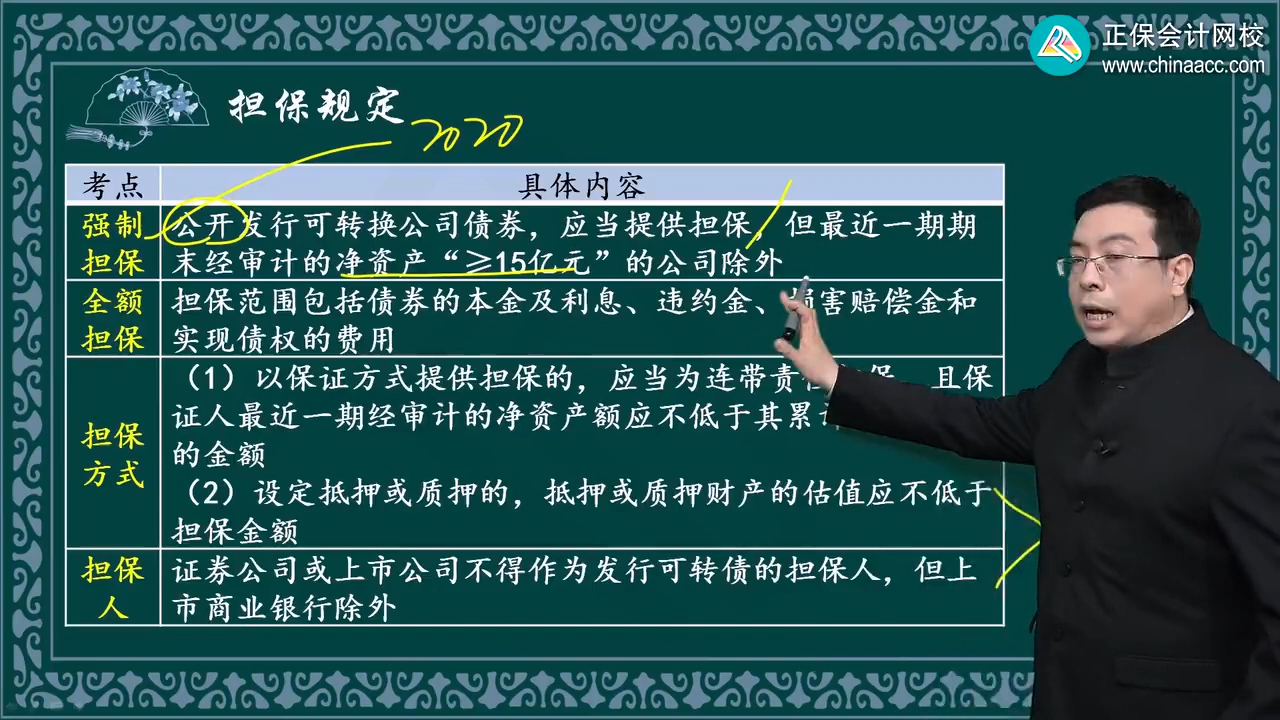 正保会计网校
www.chinaacc.com
担保规定
2020
考点
具体内容
强制
担保
公开发行可转换公司债券，应当提供担保，但最近一期期
末经审计的净资产“≥15亿元”的公司除外
全额
担保
担保范围包括债券的本金及利息、违约金、损害赔偿金和
实现债权的费用
担保
方式
（1）以保证方式提供担保的，应当为连带责任 保 且保
证人最近一期经审计的净资产额应不低于其累计
的金额
（2）设定抵押或质押的，抵押或质押财产的估值应不低于
担保金额
担保
人
证券公司或上市公司不得作为发行可转债的担保人，但上
市商业银行除外